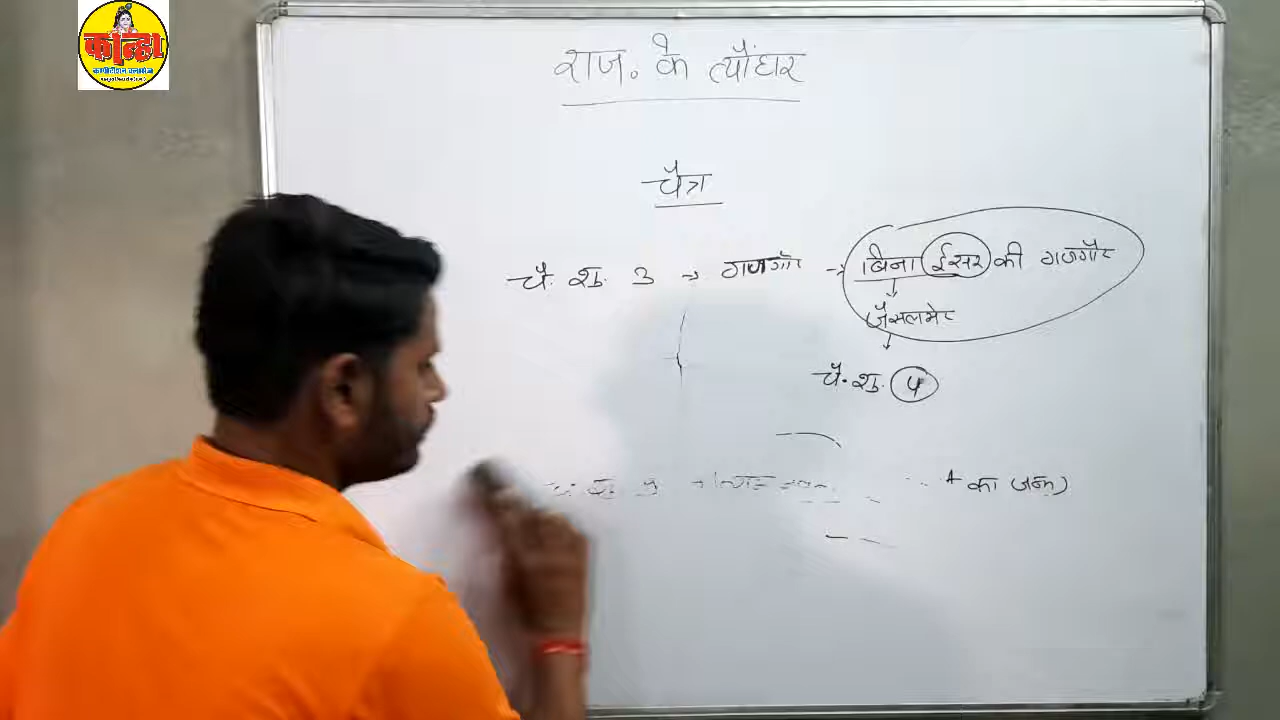 कान्हा
राज. के त्यौंहार
चैत्र
चै. शु. 3 → गणगौर → बिना ईसर की गणगौर
जैसलमेर
चै. शु. 4
का जन्म)